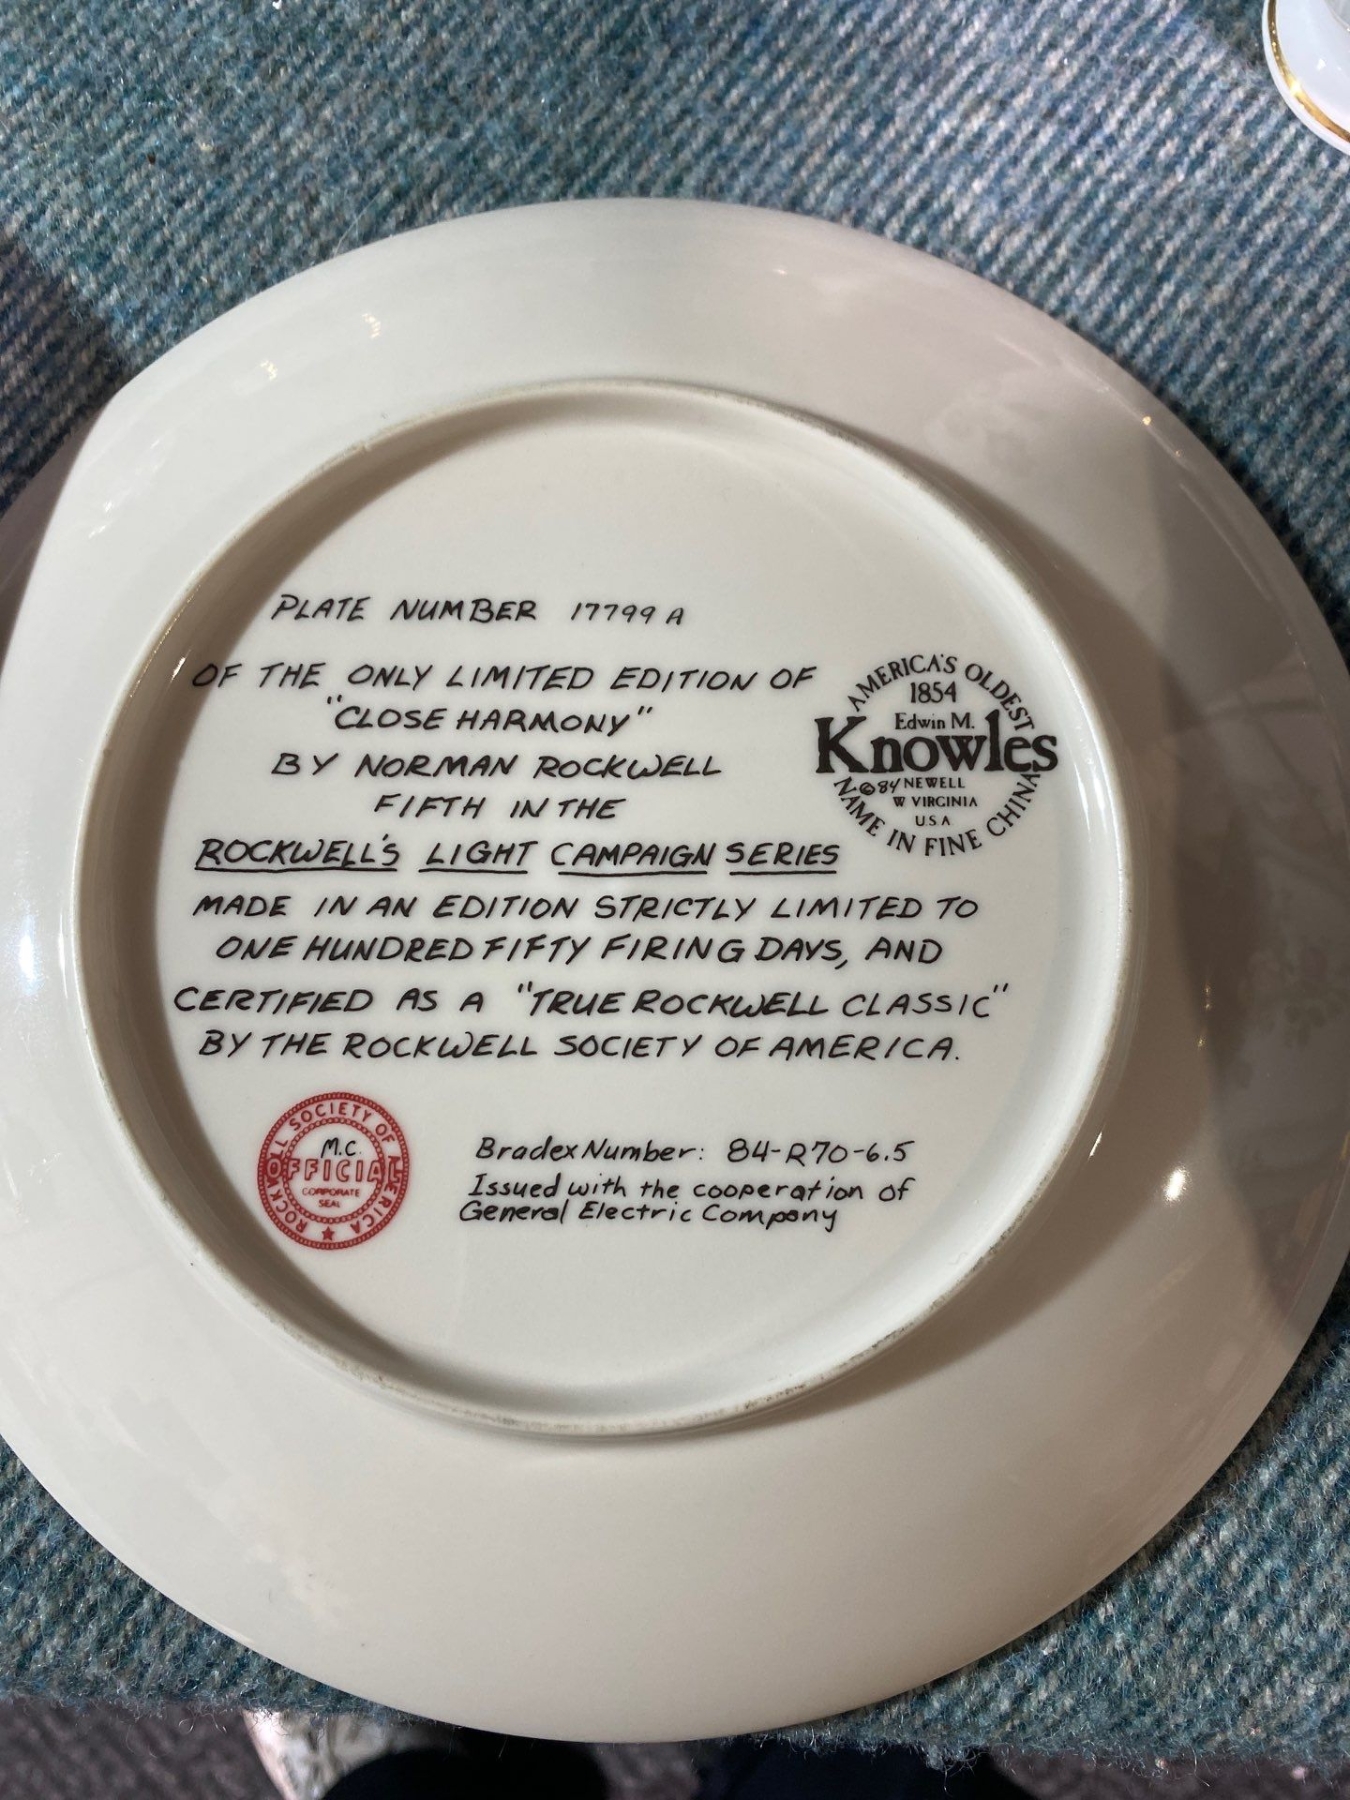 PLATE NUMBER 17799 A
OF THE ONLY LIMITED EDITION OF
"CLOSE HARMONY"
BY NORMAN ROCKWELL
FIFTH IN THE
ROCKWELL'S LIGHT CAMPAIGN SERIES
MADE IN AN EDITION STRICTLY LIMITED TO
ONE HUNDRED FIFTY FIRING DAYS, AND
CERTIFIED AS A "TRUE ROCKWELL CLASSIC"
BY THE ROCKWELL SOCIETY OF AMERICA.
AMERICA'S OLDEST
1854
Edwin M.
Knowles
©84 NEWELL
W VIRGINIA
USA
NAME IN FINE CHINA
ROCKWELL SOCIETY OF AMERICA
M.C.
OFFICIAL
CORPORATE
SEAL
Bradex Number: 84-R70-6.5
Issued with the cooperation of
General Electric Company